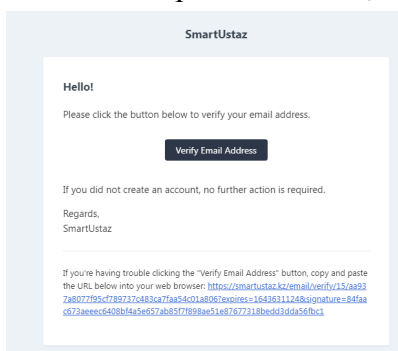 SmartUstaz
Hello!
Please click the button below to verify your email address.
Verify Email Address
If you did not create an account, no further action is required.
Regards,
SmartUstaz
If you're having trouble clicking the "Verify Email Address" button, copy and paste
the URL below into your web browser: https://smartustaz.kz/email/verify/15/aa93
7a8077f95cf789737c483ca7faa54c01a806?expires=1643631124&signature=84faa
c673aeeec6408bf4a5e657ab85f7f898ae51e87677318bedd3dda56fbc1